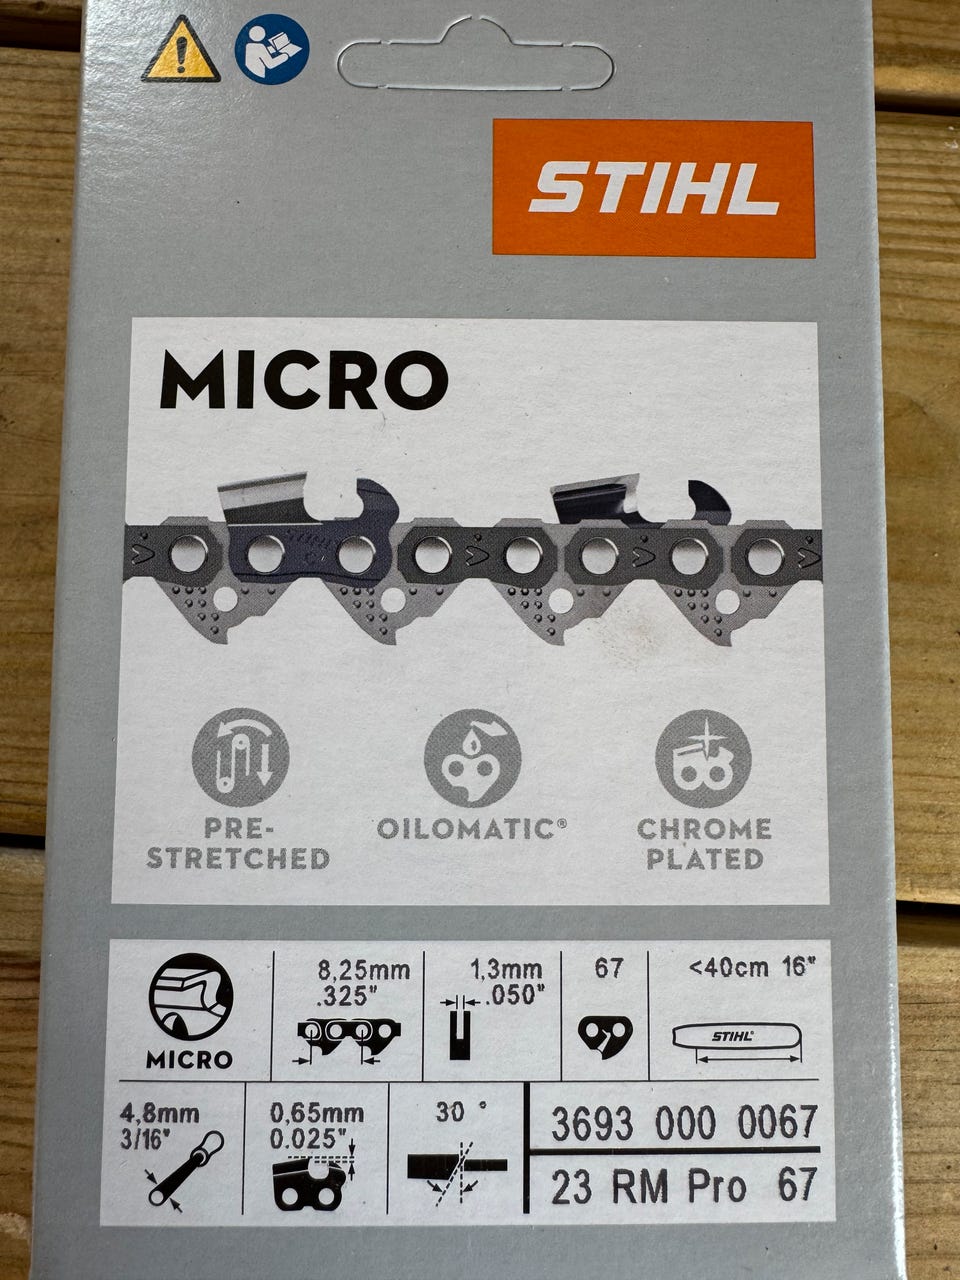 STIHL
MICRO
PRE-
STRETCHED
OILOMATIC®
CHROME
PLATED
MICRO
8,25mm
.325"
1,3mm
.050"
67
<40cm 16"
STIHL®
4,8mm
3/16"
0,65mm
0.025"
30 °
3693 000 0067
23 RM Pro 67